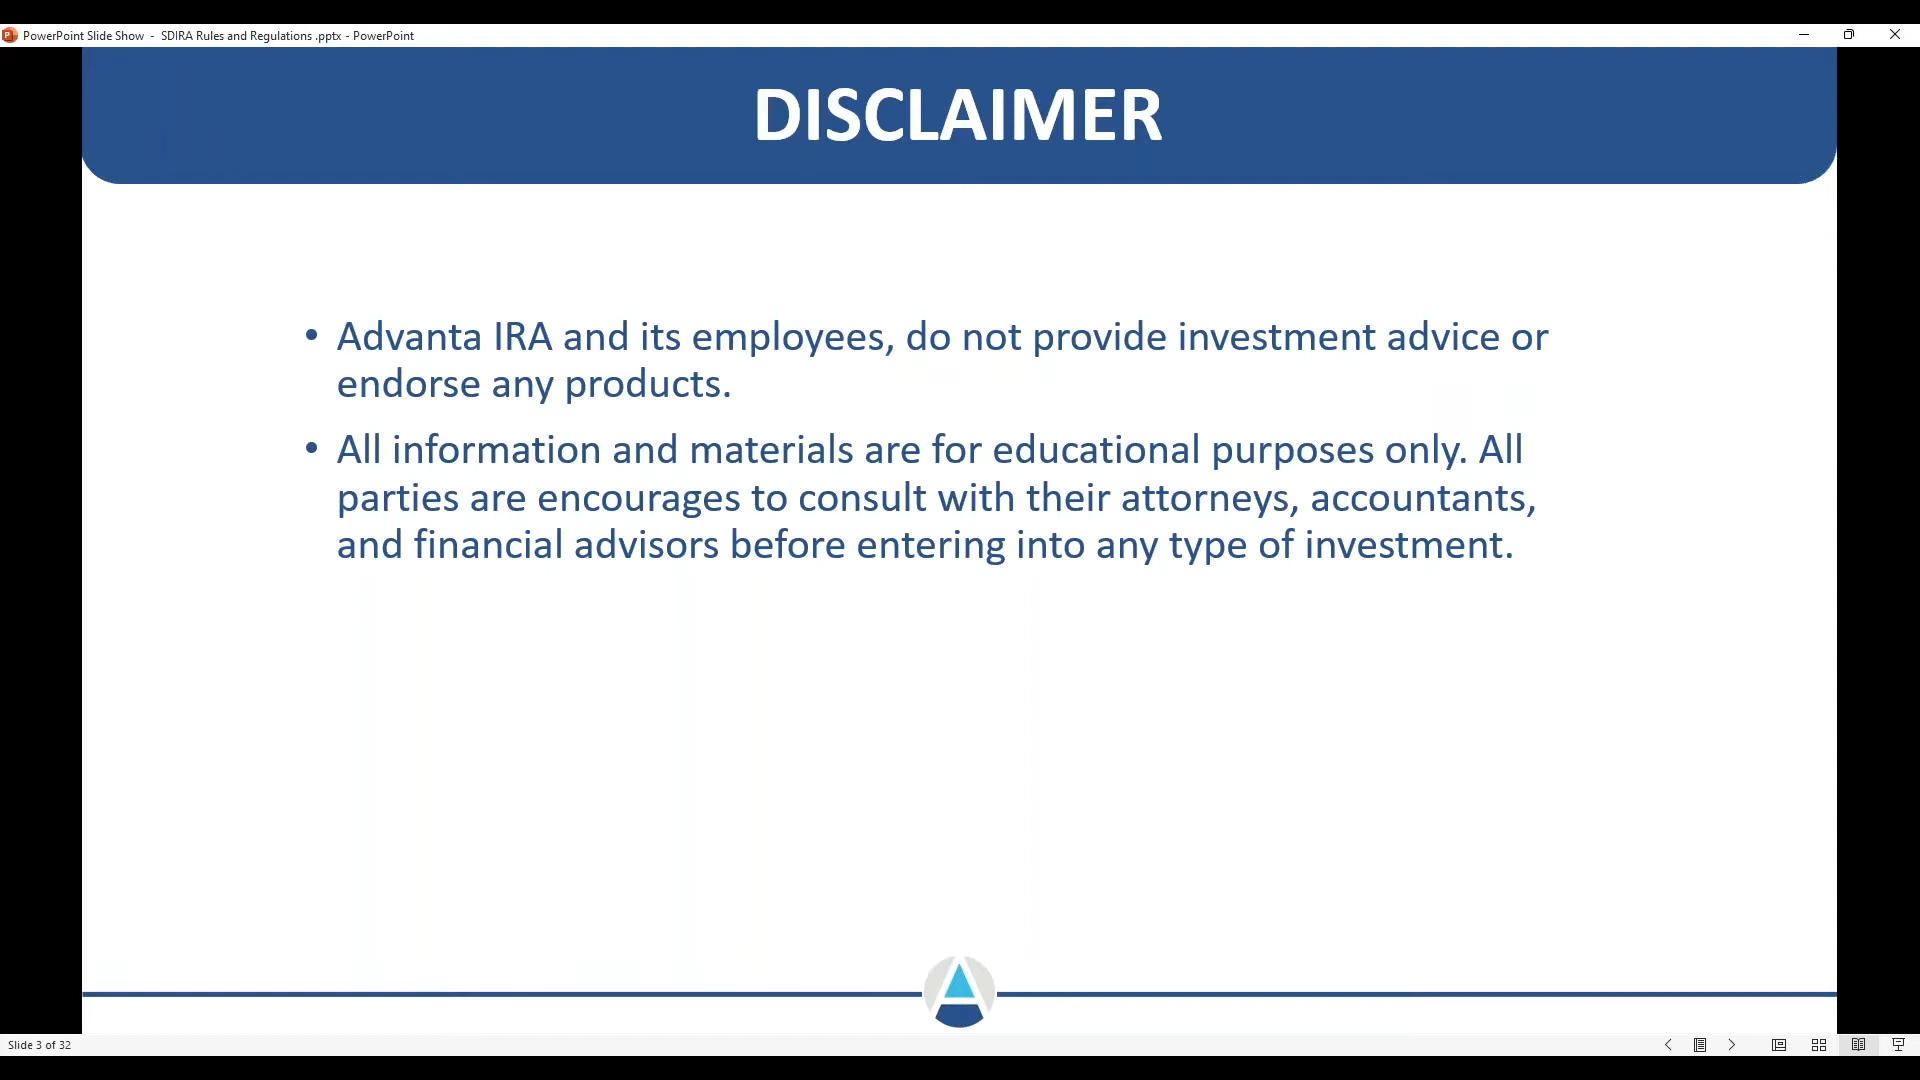 PowerPoint Slide Show - SDIRA Rules and Regulations .pptx - PowerPoint
DISCLAIMER
• Advanta IRA and its employees, do not provide investment advice or
endorse any products.
• All information and materials are for educational purposes only. All
parties are encourages to consult with their attorneys, accountants,
and financial advisors before entering into any type of investment.
Slide 3 of 32